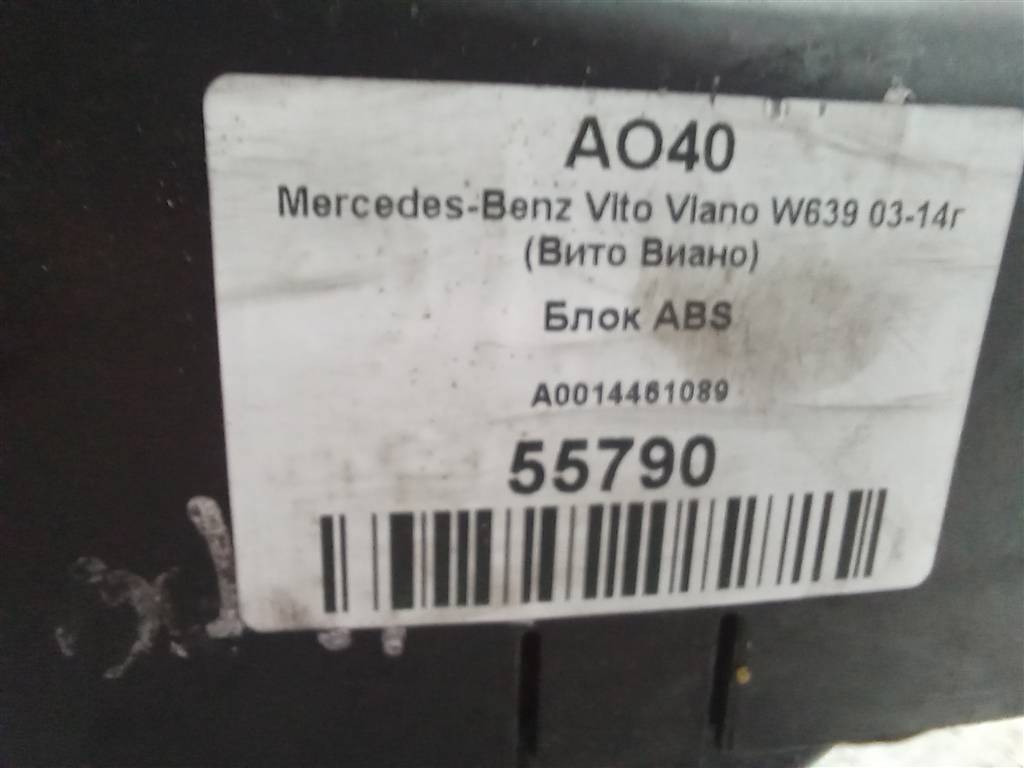 AO40
Mercedes-Benz Vito Viano W639 03-14г
(Вито Виано)
Блок ABS
A0014461089
55790